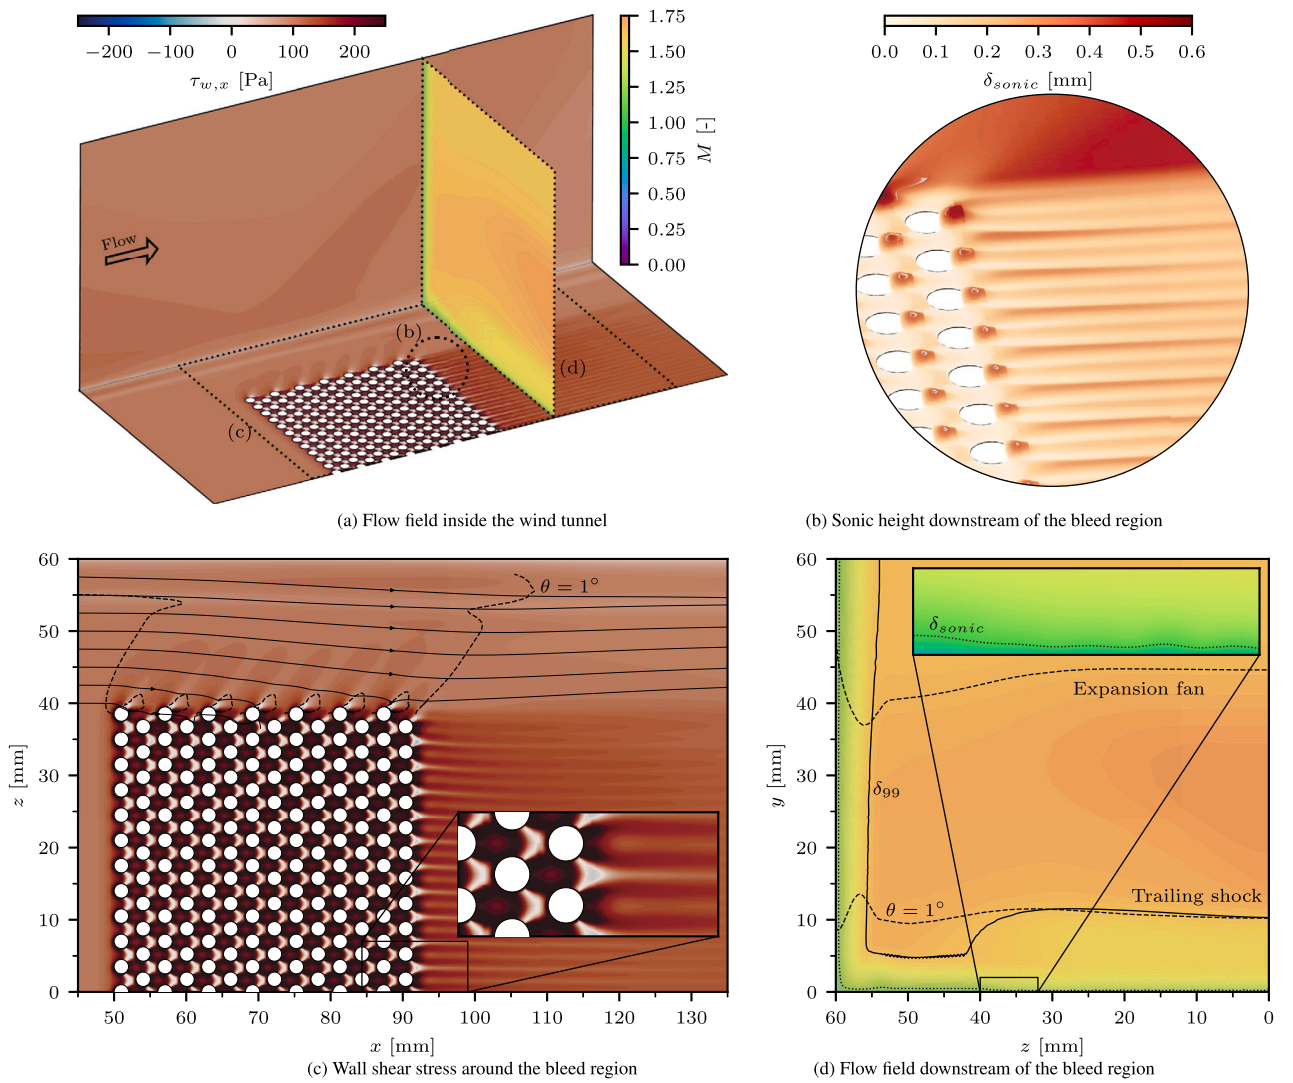 −200 −100 0 100 200
τw,x [Pa]
1.75
1.50
1.00
0.75
0.50
0.25
0.00
M [-]
Flow
(b)
(c)
(d)
0.0 0.1 0.2 0.3 0.4 0.5 0.6
δsonic [mm]
(a) Flow field inside the wind tunnel
(b) Sonic height downstream of the bleed region
60
50
40
30
20
10
0
z [mm]
θ = 1°
50 60 70 80 90 100 110 120 130
x [mm]
(c) Wall shear stress around the bleed region
60
50
40
30
20
10
0
y [mm]
δsonic
Expansion fan
δ99
Trailing shock
θ = 1°
60 50 40 30 20 10 0
z [mm]
(d) Flow field downstream of the bleed region